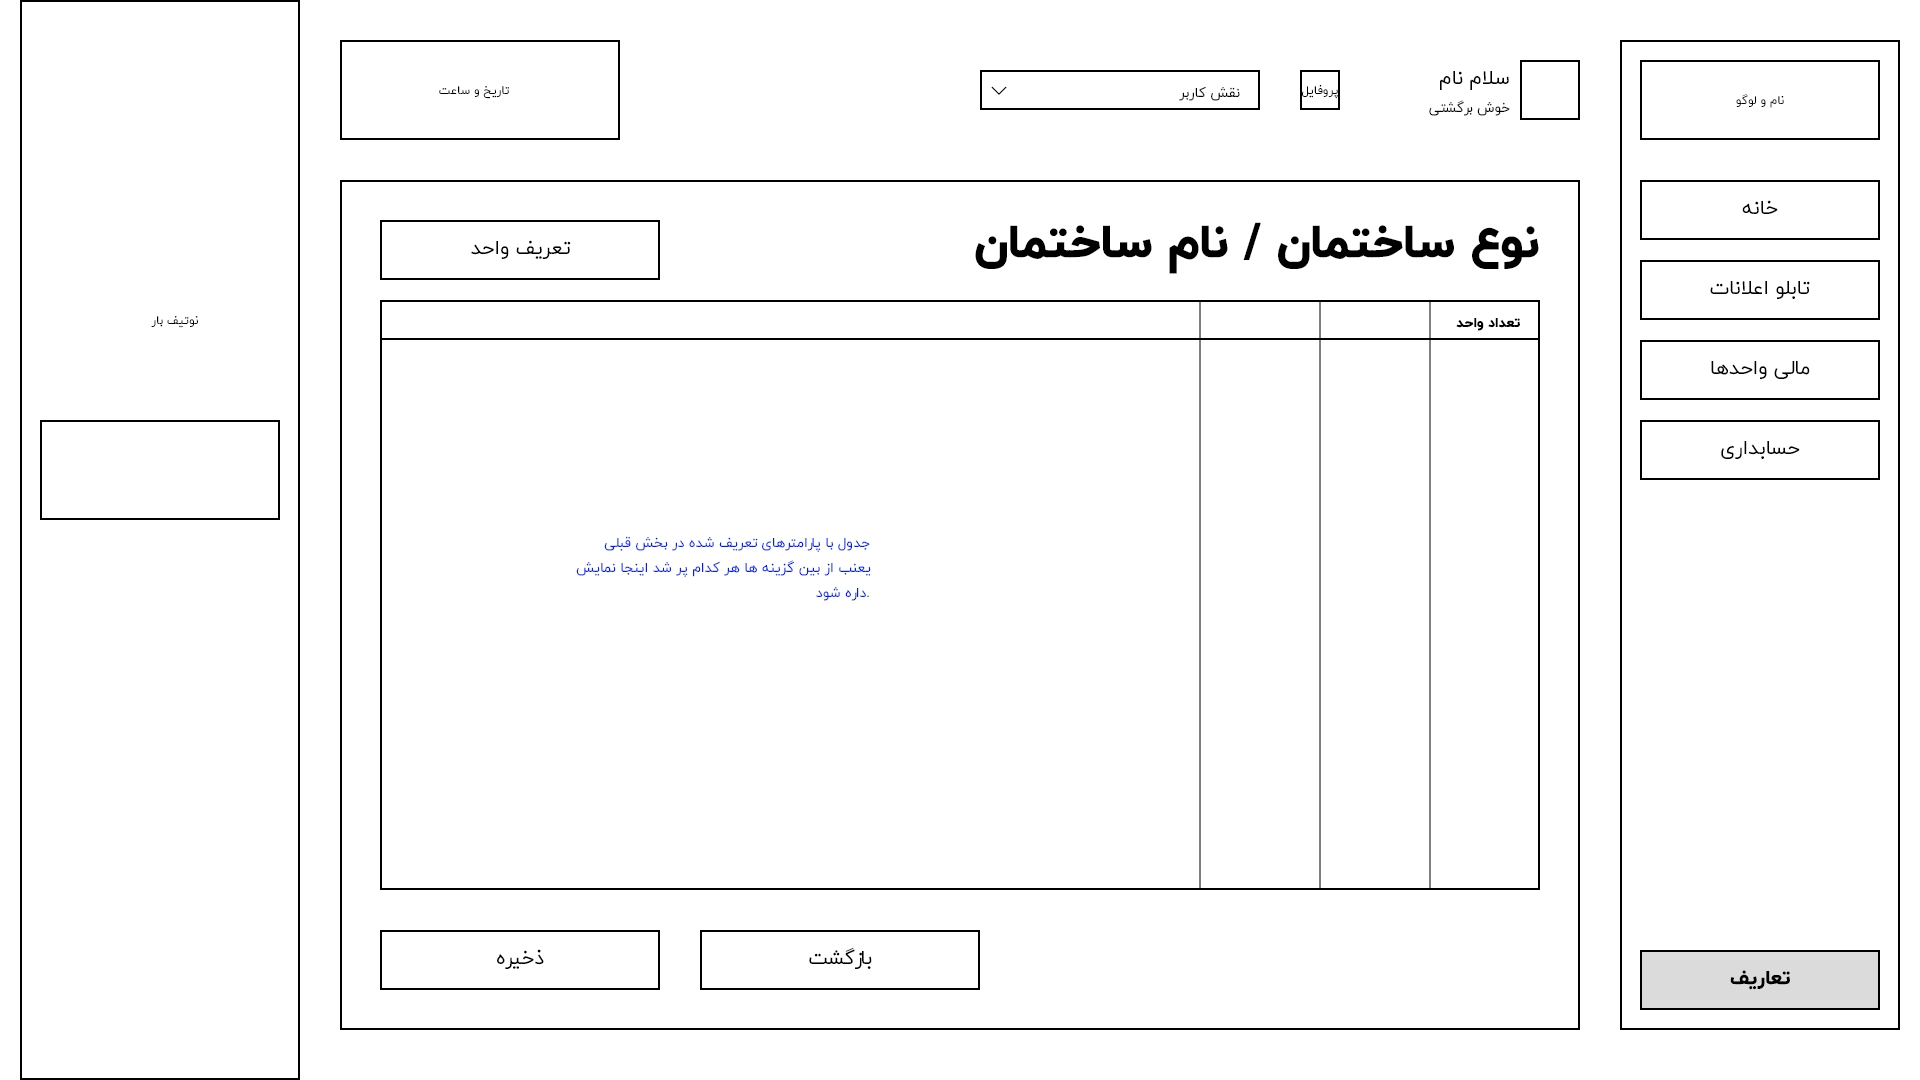 نام و لوگو
خانه
تابلو اعلانات
مالی واحدها
حسابداری
تعاریف
سلام نام
خوش برگشتی
پروفایل
نقش کاربر
تاریخ و ساعت
نوع ساختمان / نام ساختمان
تعریف واحد
تعداد واحد
جدول با پارامترهای تعریف شده در بخش قبلی
یعنب از بین گزینه ها هر کدام پر شد اینجا نمایش
داره شود.
بازگشت
ذخیره
نوتیف بار